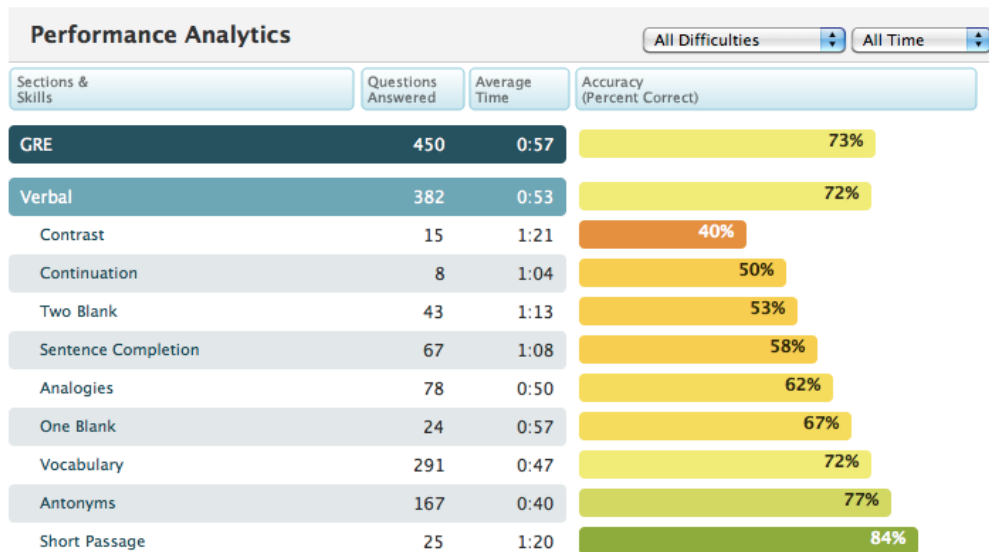 Performance Analytics
All Difficulties All Time
Sections & Skills Questions Answered Average Time Accuracy (Percent Correct)
GRE 450 0:57 73%
Verbal 382 0:53 72%
Contrast 15 1:21 40%
Continuation 8 1:04 50%
Two Blank 43 1:13 53%
Sentence Completion 67 1:08 58%
Analogies 78 0:50 62%
One Blank 24 0:57 67%
Vocabulary 291 0:47 72%
Antonyms 167 0:40 77%
Short Passage 25 1:20 84%